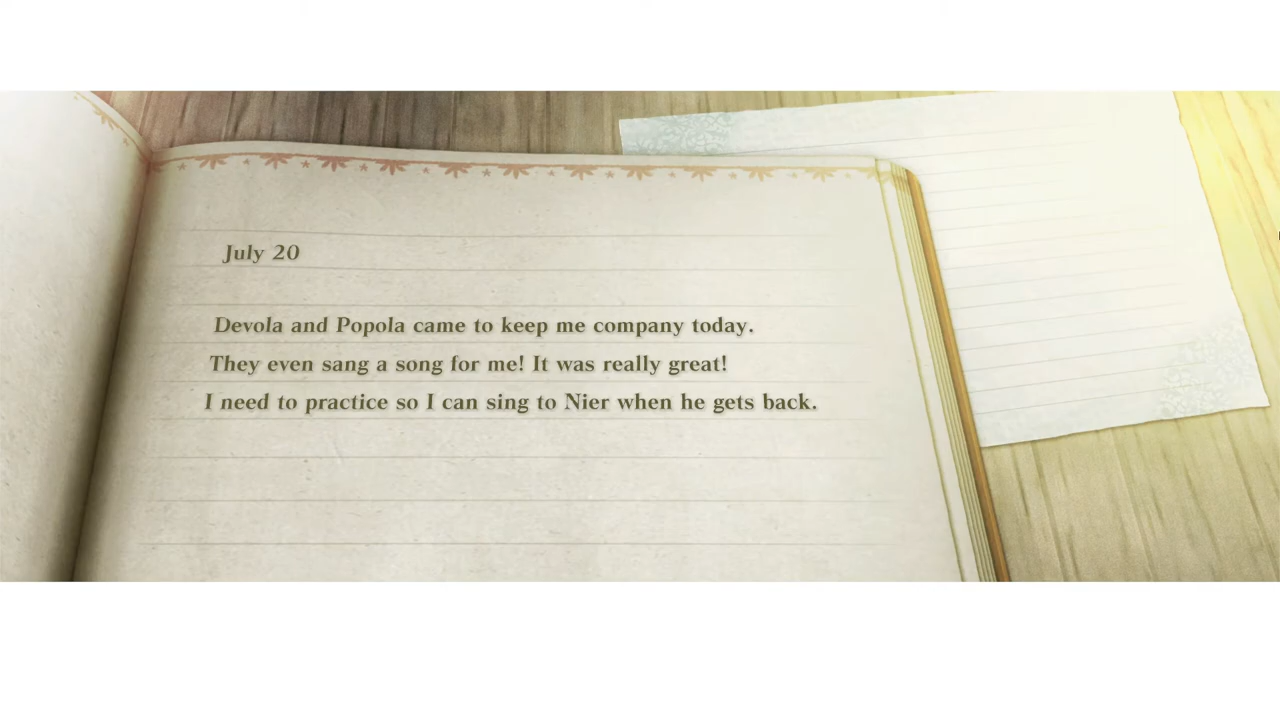 July 20
Devola and Popola came to keep me company today.
They even sang a song for me! It was really great!
I need to practice so I can sing to Nier when he gets back.